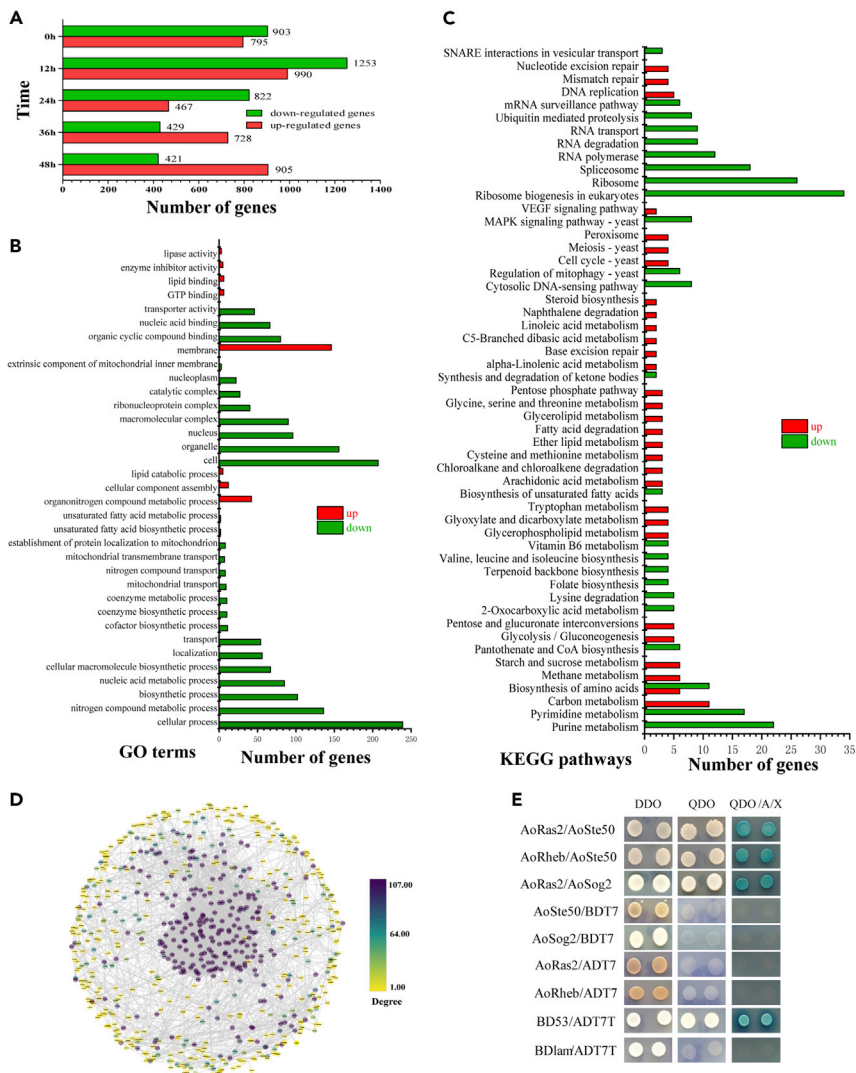 A
0h
903
795
12h
1253
990
24h
822
467
down-regulated genes
up-regulated genes
36h
429
728
48h
421
905
Time
0 200 400 600 800 1000 1200 1400
Number of genes
B
lipase activity
enzyme inhibitor activity
lipid binding
GTP binding
transporter activity
nucleic acid binding
organic cyclic compound binding
membrane
extrinsic component of mitochondrial inner membrane
nucleoplasm
catalytic complex
ribonucleoprotein complex
macromolecular complex
nucleus
organelle
cell
lipid catabolic process
cellular component assembly
organonitrogen compound metabolic process
unsaturated fatty acid metabolic process
unsaturated fatty acid biosynthetic process
establishment of protein localization to mitochondrion
mitochondrial transmembrane transport
nitrogen compound transport
mitochondrial transport
coenzyme metabolic process
coenzyme biosynthetic process
cofactor biosynthetic process
transport
localization
cellular macromolecule biosynthetic process
nucleic acid metabolic process
biosynthetic process
nitrogen compound metabolic process
cellular process
up
down
0 50 100 150 200 250
GO terms
Number of genes
C
SNARE interactions in vesicular transport
Nucleotide excision repair
Mismatch repair
DNA replication
mRNA surveillance pathway
Ubiquitin mediated proteolysis
RNA transport
RNA degradation
RNA polymerase
Spliceosome
Ribosome
Ribosome biogenesis in eukaryotes
VEGF signaling pathway
MAPK signaling pathway - yeast
Peroxisome
Meiosis - yeast
Cell cycle - yeast
Regulation of mitophagy - yeast
Cytosolic DNA-sensing pathway
Steroid biosynthesis
Naphthalene degradation
Linoleic acid metabolism
C5-Branched dibasic acid metabolism
Base excision repair
alpha-Linolenic acid metabolism
Synthesis and degradation of ketone bodies
Pentose phosphate pathway
Glycine, serine and threonine metabolism
Glycerolipid metabolism
Fatty acid degradation
Ether lipid metabolism
Cysteine and methionine metabolism
Chloroalkane and chloroalkene degradation
Arachidonic acid metabolism
Biosynthesis of unsaturated fatty acids
Tryptophan metabolism
Glyoxylate and dicarboxylate metabolism
Glycerophospholipid metabolism
Vitamin B6 metabolism
Valine, leucine and isoleucine biosynthesis
Terpenoid backbone biosynthesis
Folate biosynthesis
Lysine degradation
2-Oxocarboxylic acid metabolism
Pentose and glucuronate interconversions
Glycolysis / Gluconeogenesis
Pantothenate and CoA biosynthesis
Starch and sucrose metabolism
Methane metabolism
Biosynthesis of amino acids
Carbon metabolism
Pyrimidine metabolism
Purine metabolism
up
down
0 5 10 15 20 25 30 35
KEGG pathways
Number of genes
D
107.00
64.00
1.00
Degree
E
DDO QDO QDO/A/X
AoRas2/AoSte50
AoRheb/AoSte50
AoRas2/AoSog2
AoSte50/BDT7
AoSog2/BDT7
AoRas2/ADT7
AoRheb/ADT7
BD53/ADT7T
BDlam/ADT7T